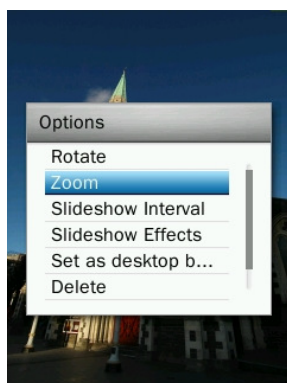 Options
Rotate
Zoom
Slideshow Interval
Slideshow Effects
Set as desktop b...
Delete